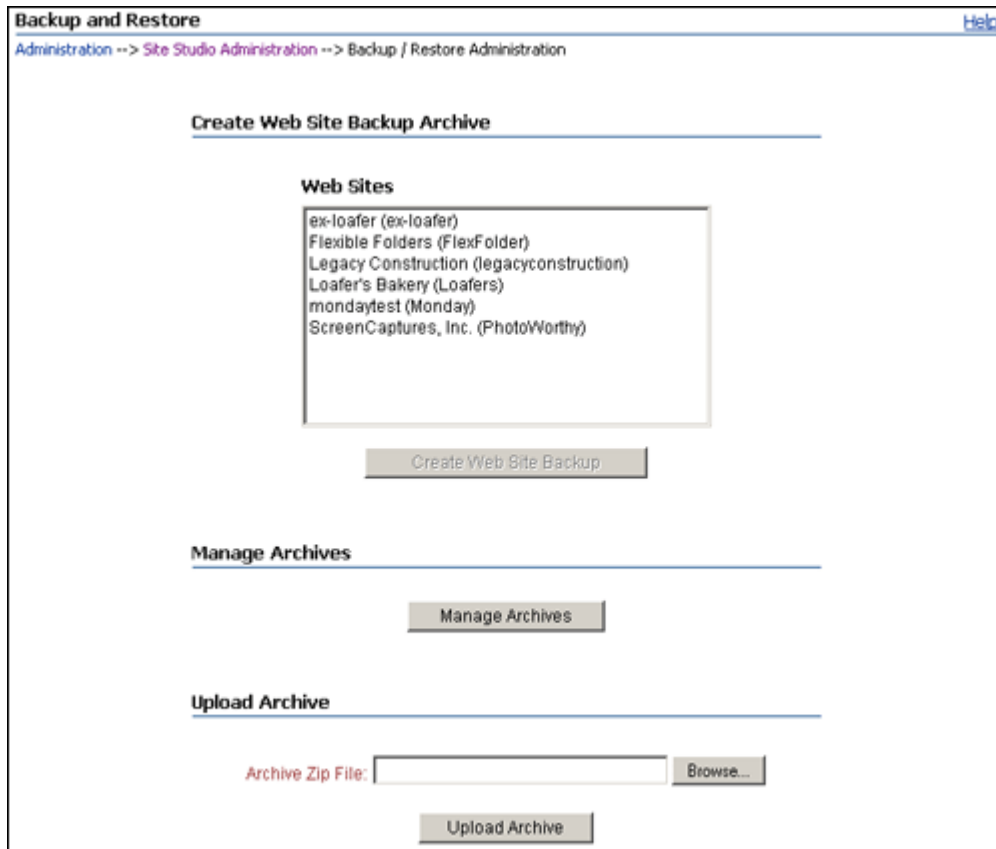 Backup and Restore Help
Administration --> Site Studio Administration --> Backup / Restore Administration
Create Web Site Backup Archive
Web Sites
ex-loafer (ex-loafer)
Flexible Folders (FlexFolder)
Legacy Construction (legacyconstruction)
Loafer's Bakery (Loafers)
mondaytest (Monday)
ScreenCaptures, Inc. (PhotoWorthy)
Create Web Site Backup
Manage Archives
Manage Archives
Upload Archive
Archive Zip File: Browse...
Upload Archive